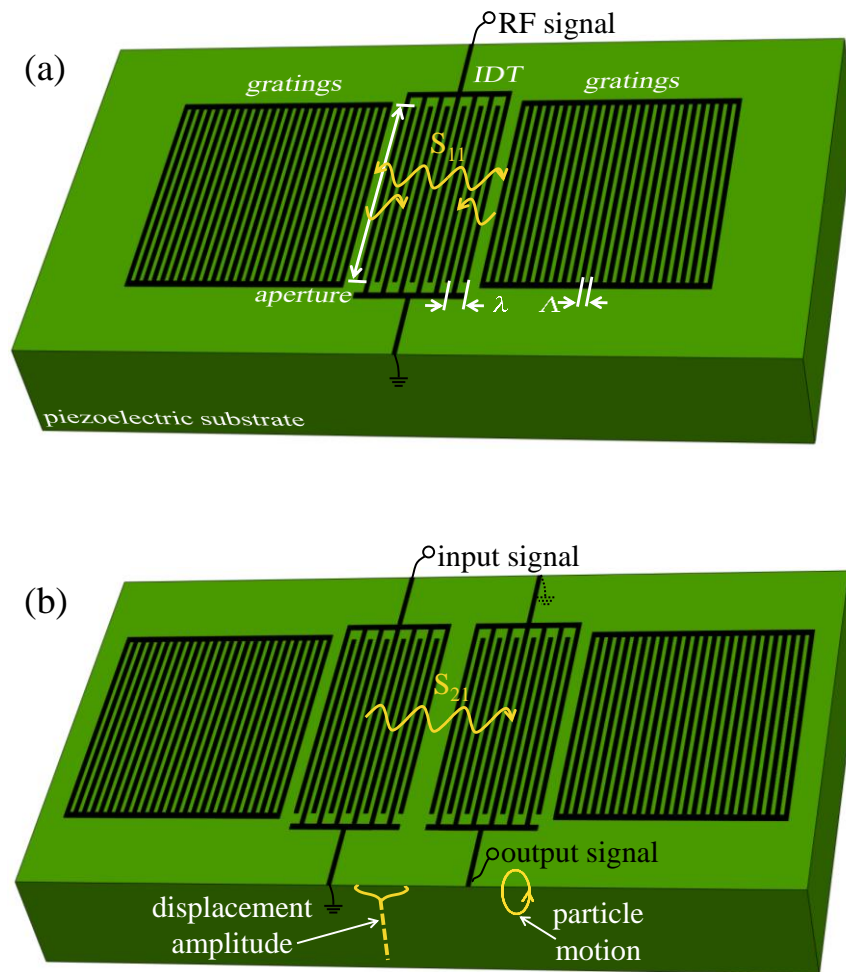 (a)
RF signal
gratings
IDT
gratings
S₁₁
aperture
λ
Λ
piezoelectric substrate
(b)
input signal
S₂₁
output signal
displacement
amplitude
particle
motion